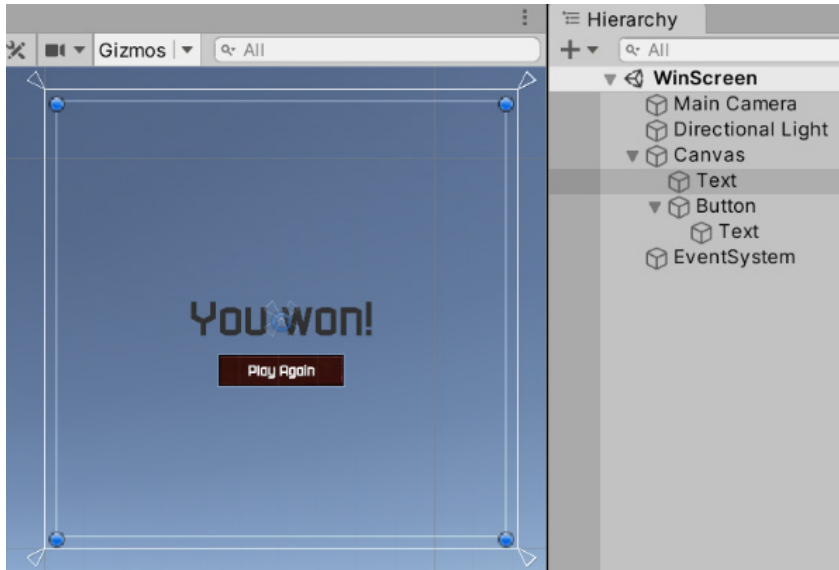 Gizmos
All
You won!
Play Again
Hierarchy
All
WinScreen
Main Camera
Directional Light
Canvas
Text
Button
Text
EventSystem